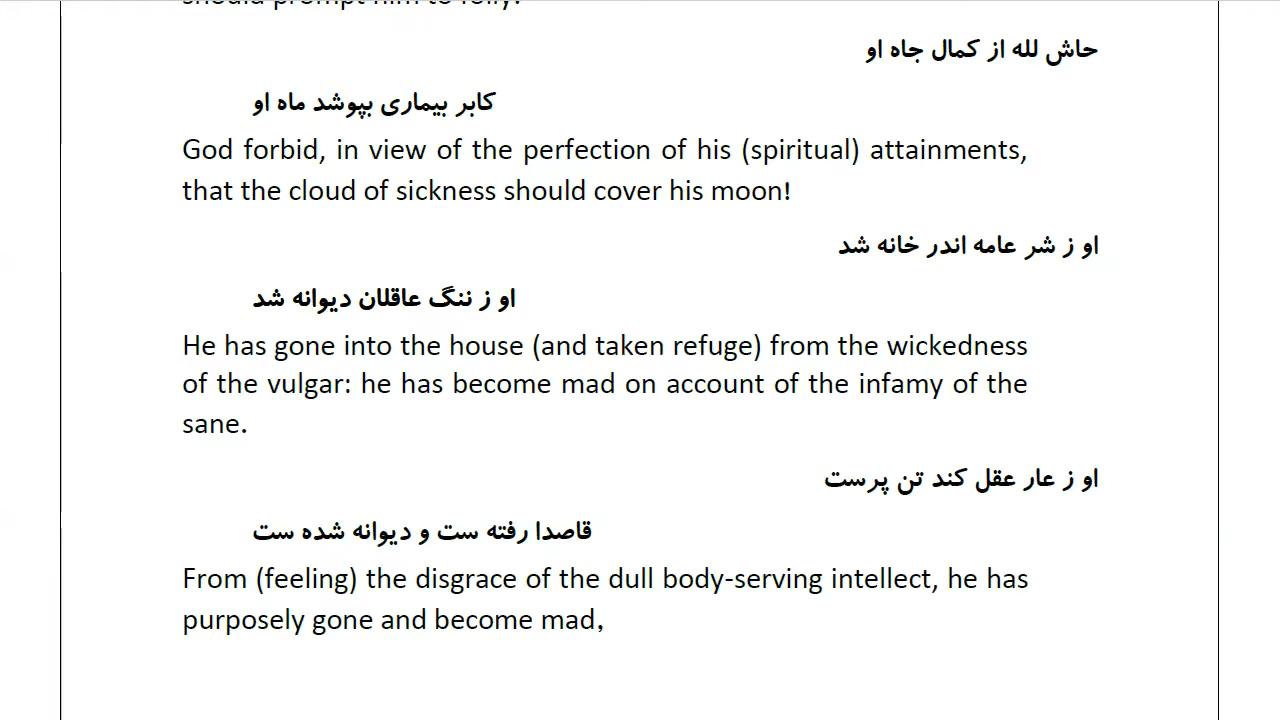 should prompt him to folly.
حاش لله از کمال جاه او
کابر بیماری بپوشد ماه او
God forbid, in view of the perfection of his (spiritual) attainments,
that the cloud of sickness should cover his moon!
او ز شر عامه اندر خانه شد
او ز ننگ عاقلان دیوانه شد
He has gone into the house (and taken refuge) from the wickedness
of the vulgar: he has become mad on account of the infamy of the
sane.
او ز عار عقل کند تن پرست
قاصدا رفته ست و دیوانه شده ست
From (feeling) the disgrace of the dull body-serving intellect, he has
purposely gone and become mad,